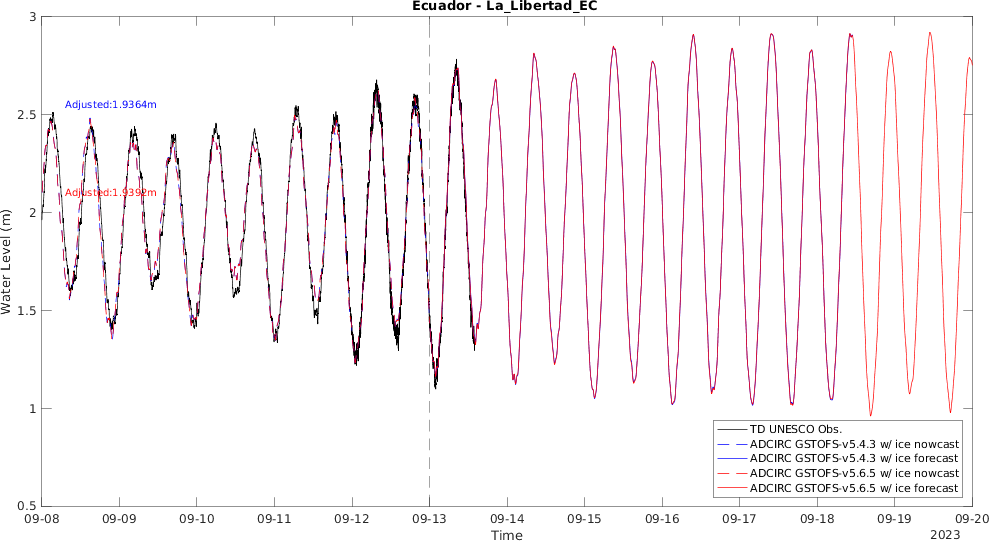 Ecuador - La_Libertad_EC
3
2.5
2
1.5
1
0.5
Water Level (m)
Adjusted:1.9364m
Adjusted:1.9392m
TD UNESCO Obs.
ADCIRC GSTOFS-v5.4.3 w/ ice nowcast
ADCIRC GSTOFS-v5.4.3 w/ ice forecast
ADCIRC GSTOFS-v5.6.5 w/ ice nowcast
ADCIRC GSTOFS-v5.6.5 w/ ice forecast
09-08 09-09 09-10 09-11 09-12 09-13 09-14 09-15 09-16 09-17 09-18 09-19 09-20
Time
2023